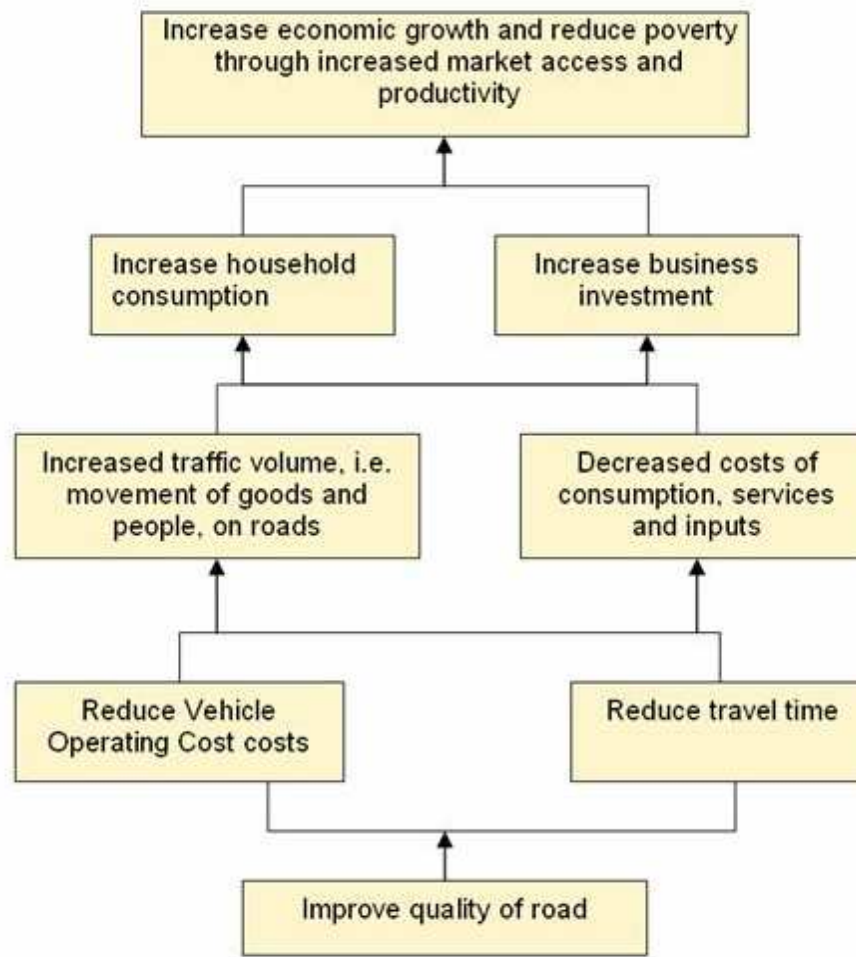 Increase economic growth and reduce poverty
through increased market access and
productivity
Increase household
consumption
Increase business
investment
Increased traffic volume, i.e.
movement of goods and
people, on roads
Decreased costs of
consumption, services
and inputs
Reduce Vehicle
Operating Cost costs
Reduce travel time
Improve quality of road